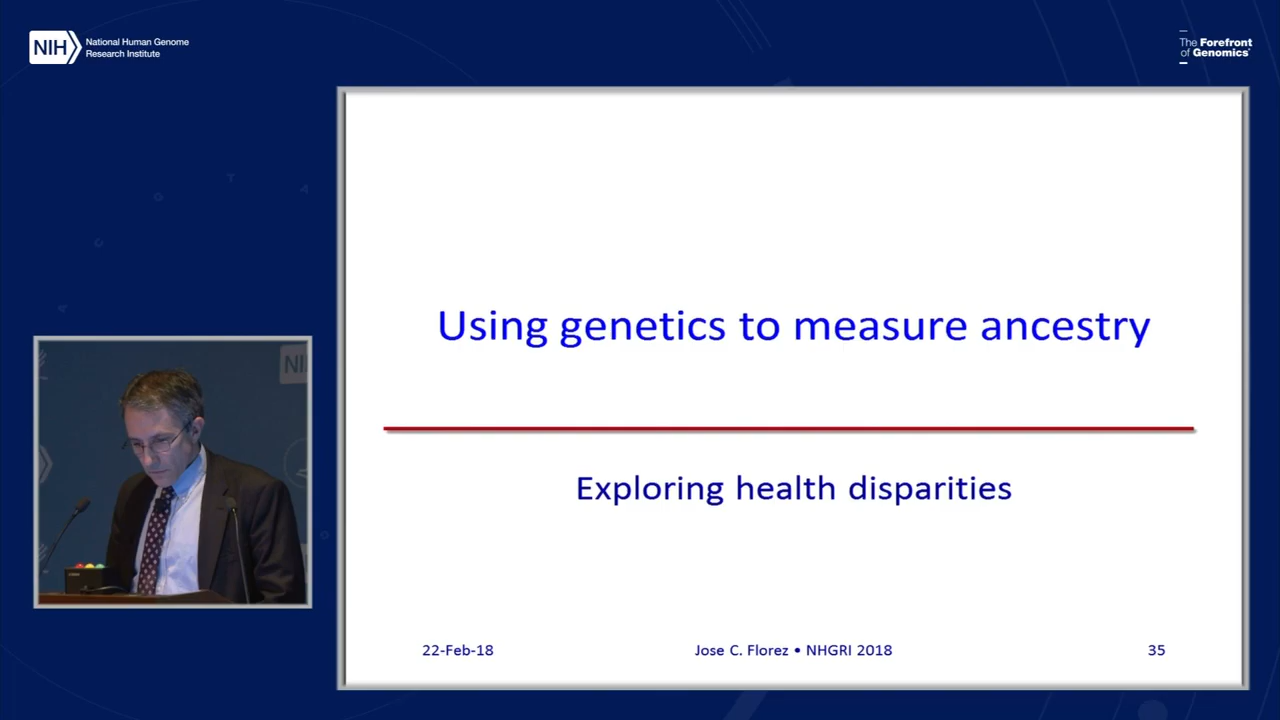 NIH
National Human Genome
Research Institute
The Forefront
of Genomics®
Using genetics to measure ancestry
Exploring health disparities
22-Feb-18
Jose C. Florez • NHGRI 2018
35
NI